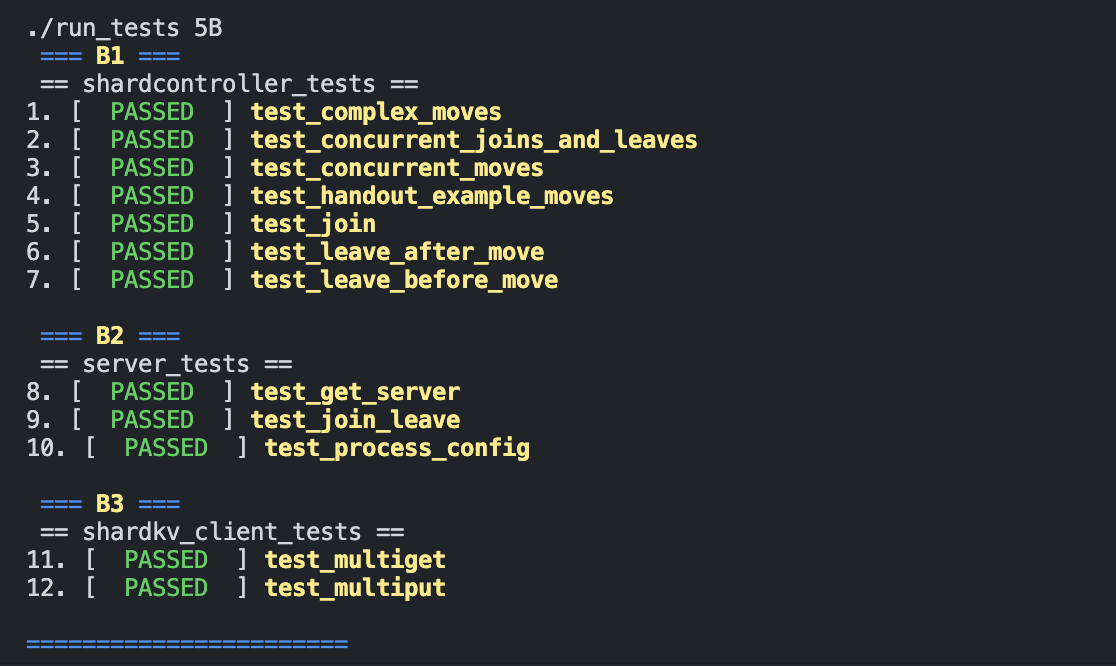 ./run_tests 5B
=== B1 ===
== shardcontroller_tests ==
1. [  PASSED  ] test_complex_moves
2. [  PASSED  ] test_concurrent_joins_and_leaves
3. [  PASSED  ] test_concurrent_moves
4. [  PASSED  ] test_handout_example_moves
5. [  PASSED  ] test_join
6. [  PASSED  ] test_leave_after_move
7. [  PASSED  ] test_leave_before_move
=== B2 ===
== server_tests ==
8. [  PASSED  ] test_get_server
9. [  PASSED  ] test_join_leave
10. [  PASSED  ] test_process_config
=== B3 ===
== shardkv_client_tests ==
11. [  PASSED  ] test_multiget
12. [  PASSED  ] test_multiput
=======================